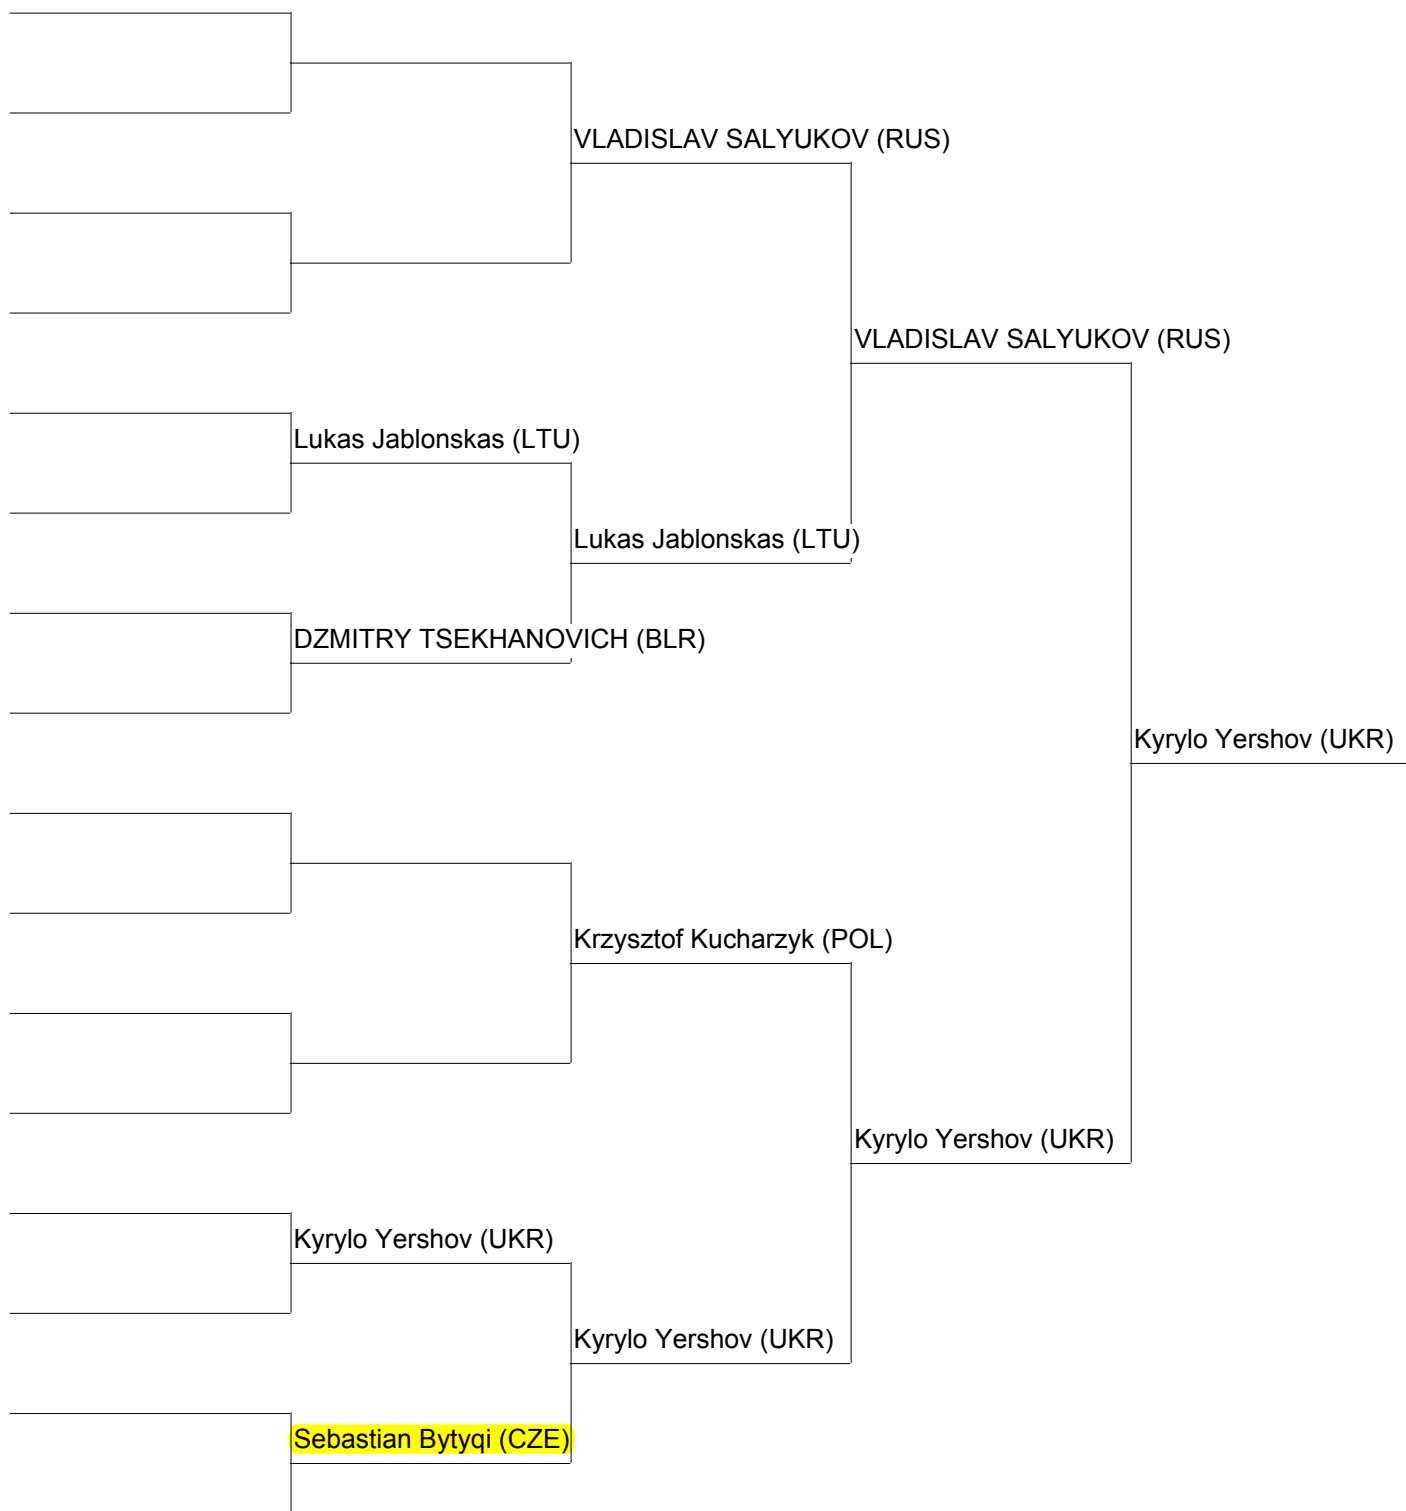 VLADISLAV SALYUKOV (RUS)
VLADISLAV SALYUKOV (RUS)
Lukas Jablonskas (LTU)
Lukas Jablonskas (LTU)
DZMITRY TSEKHANOVICH (BLR)
Kyrylo Yershov (UKR)
Krzysztof Kucharzyk (POL)
Kyrylo Yershov (UKR)
Kyrylo Yershov (UKR)
Kyrylo Yershov (UKR)
Sebastian Bytyqi (CZE)